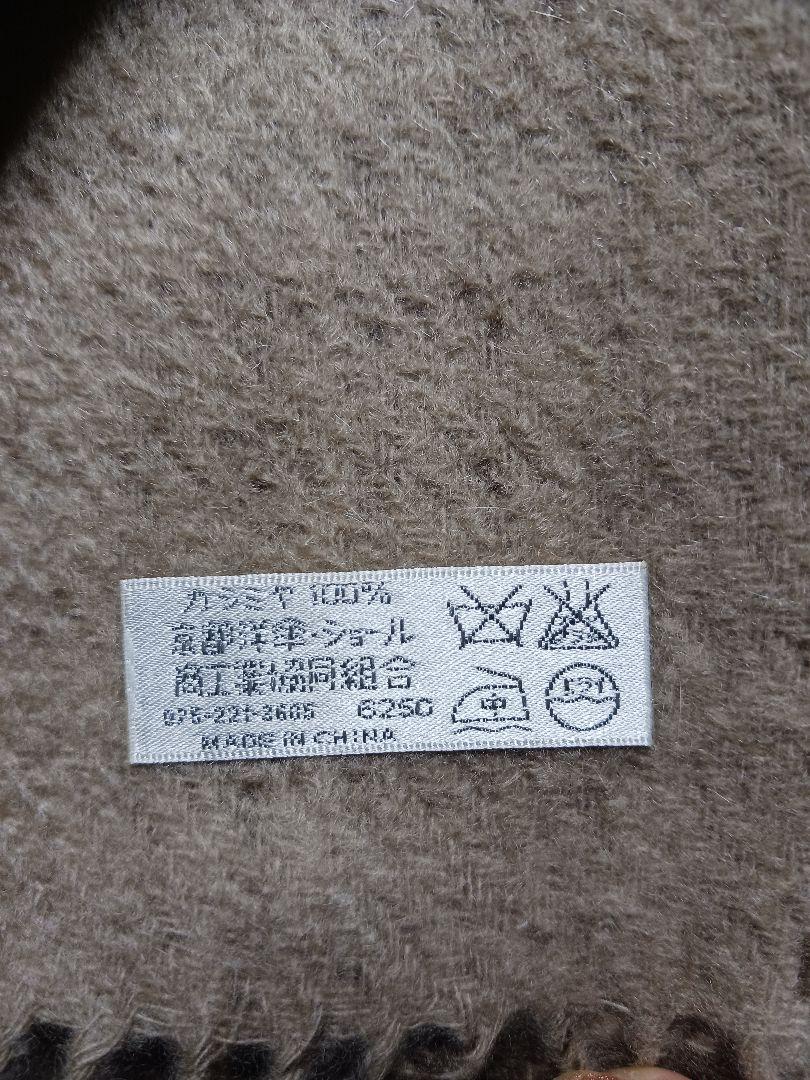 カシミヤ 100%
京都洋傘・ショール
商工業協同組合
075-221-3605 6250
MADE IN CHINA
中